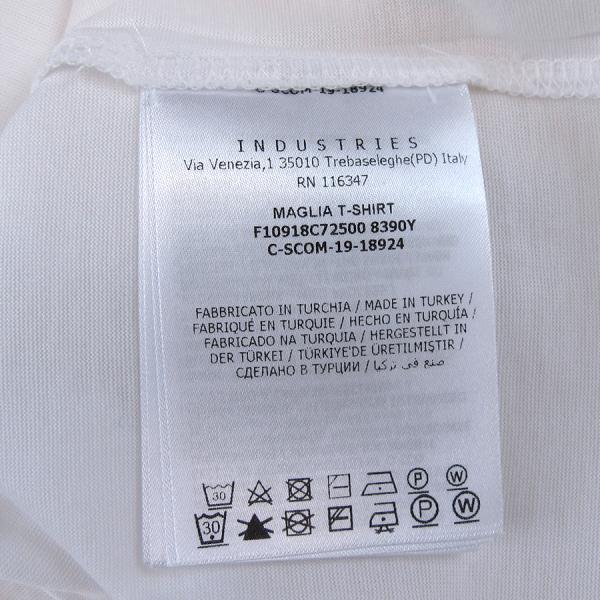 C-SCOM-19-18924
INDUSTRIES
Via Venezia,1 35010 Trebaseleghe(PD) Italy
RN 116347
MAGLIA T-SHIRT
F10918C72500 8390Y
C-SCOM-19-18924
FABBRICATO IN TURCHIA / MADE IN TURKEY /
FABRIQUÉ EN TURQUIE / HECHO EN TURQUÍA /
FABRICADO NA TURQUIA / HERGESTELLT IN
DER TÜRKEI / TÜRKIYE'DE ÜRETILMIŞTIR /
СДЕЛАНО В ТУРЦИИ / صنع في تركيا
30 P W
30 P W